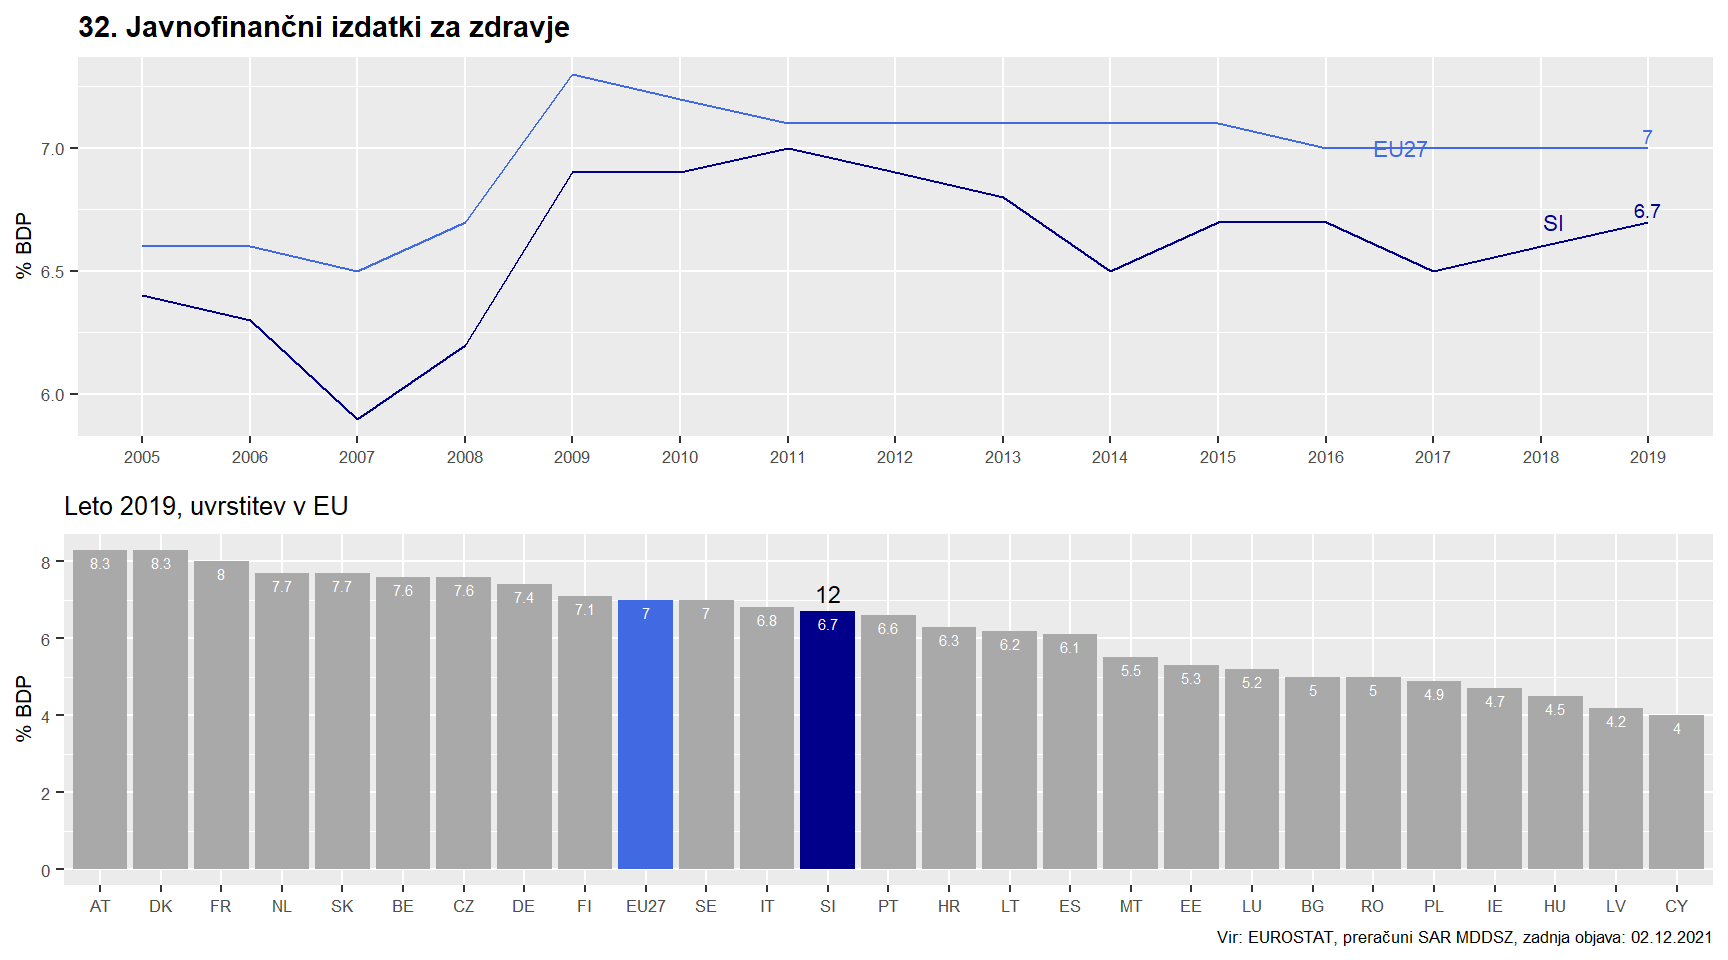 32. Javnofinančni izdatki za zdravje
% BDP
7.0
6.5
6.0
EU27
7
SI
6.7
2005 2006 2007 2008 2009 2010 2011 2012 2013 2014 2015 2016 2017 2018 2019
Leto 2019, uvrstitev v EU
% BDP
8
6
4
2
0
12
8.3 8.3 8 7.7 7.7 7.6 7.6 7.4 7.1 7 7 6.8 6.7 6.6 6.3 6.2 6.1 5.5 5.3 5.2 5 5 4.9 4.7 4.5 4.2 4
AT DK FR NL SK BE CZ DE FI EU27 SE IT SI PT HR LT ES MT EE LU BG RO PL IE HU LV CY
Vir: EUROSTAT, preračuni SAR MDDSZ, zadnja objava: 02.12.2021